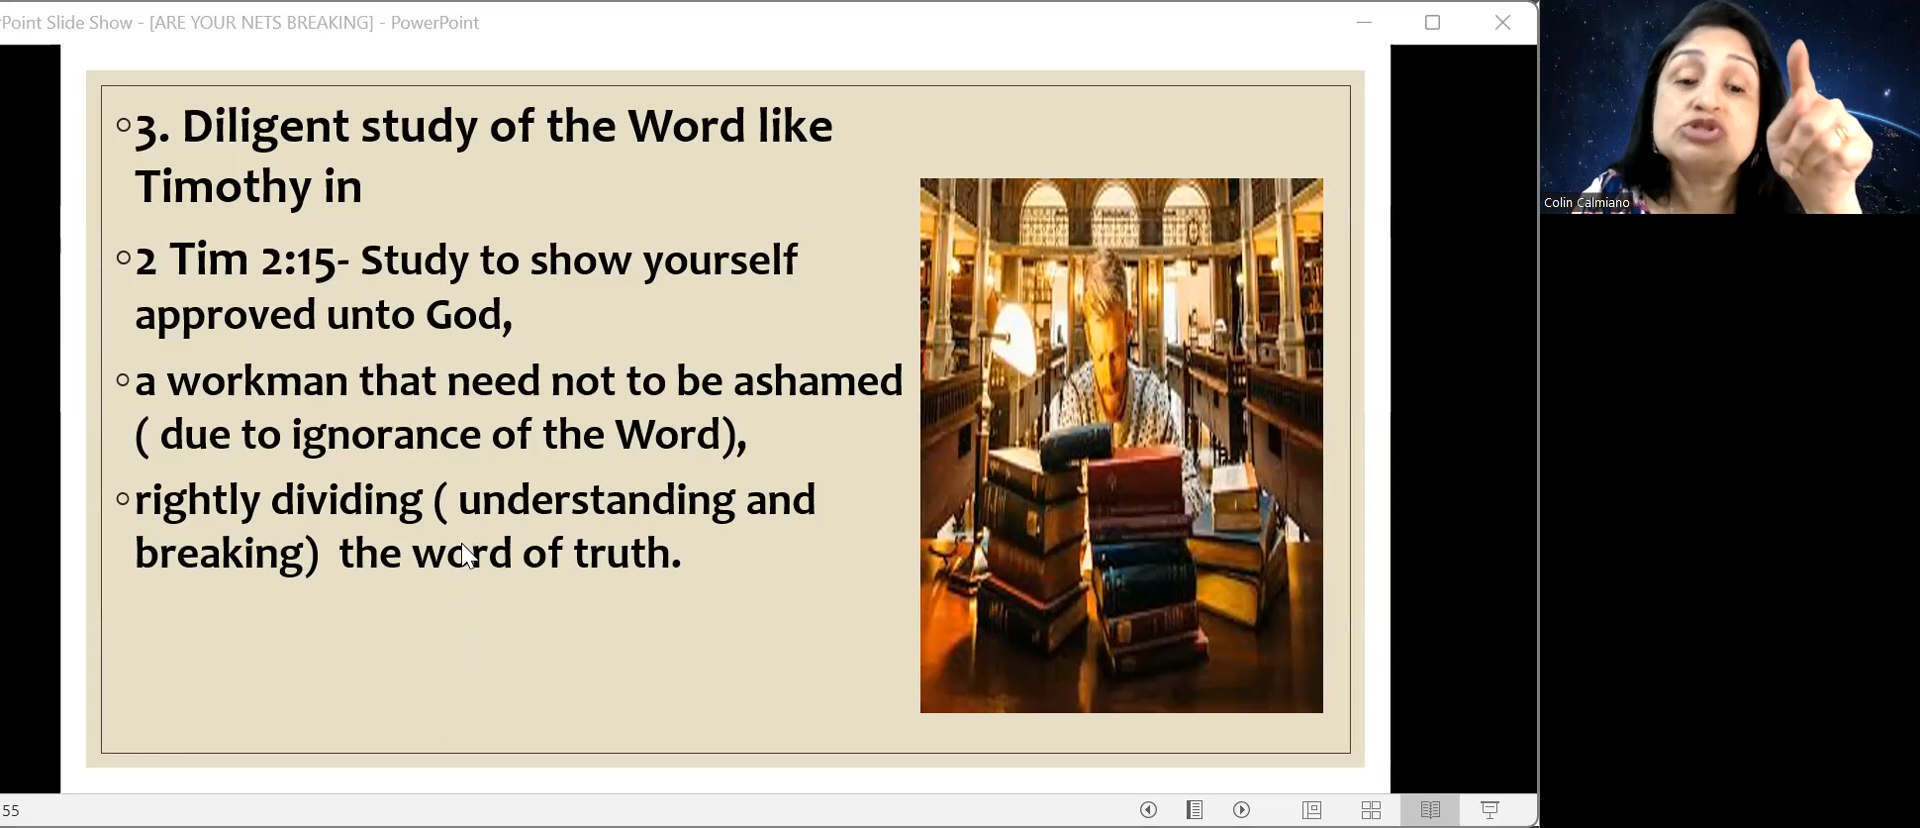 Point Slide Show - [ARE YOUR NETS BREAKING] - PowerPoint
3. Diligent study of the Word like
Timothy in
2 Tim 2:15- Study to show yourself
approved unto God,
a workman that need not to be ashamed
( due to ignorance of the Word),
rightly dividing ( understanding and
breaking) the word of truth.
Colin Calmiano
55